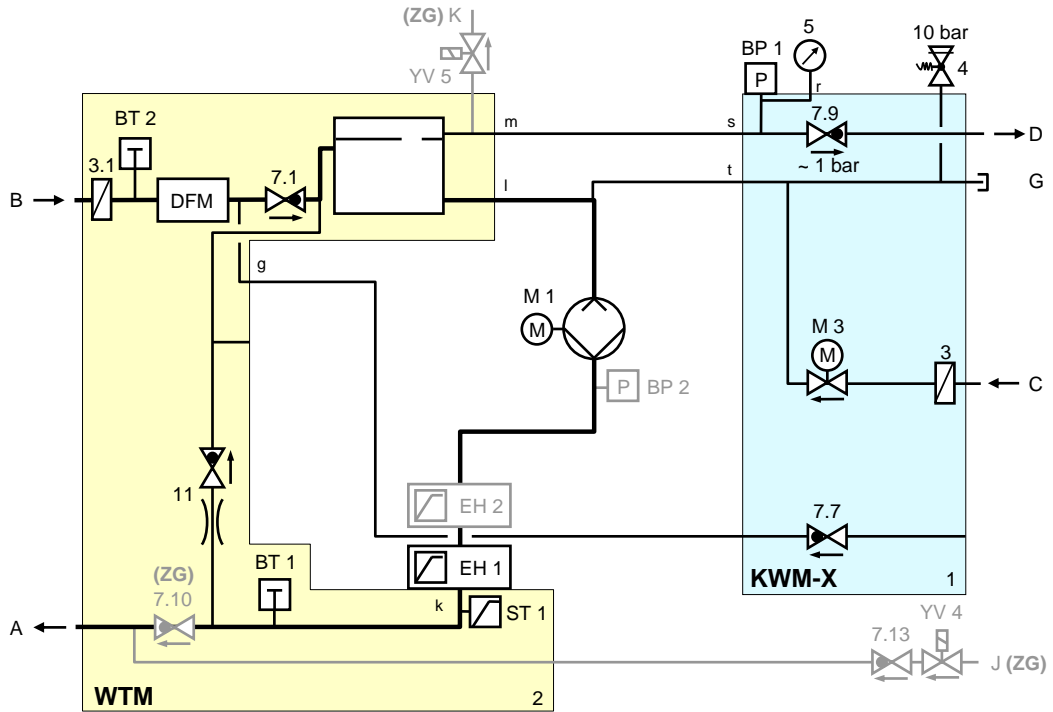 (ZG) K
5
10 bar
BP 1
P
4
YV 5
r
BT 2
m
s
7.9
D
3.1
~ 1 bar
7.1
l
t
B
DFM
G
g
M 1
M
M 3
M
3
P
BP 2
C
11
EH 2
7.7
BT 1
EH 1
(ZG)
7.10
k
ST 1
KWM-X
1
A
YV 4
7.13
J (ZG)
WTM
2